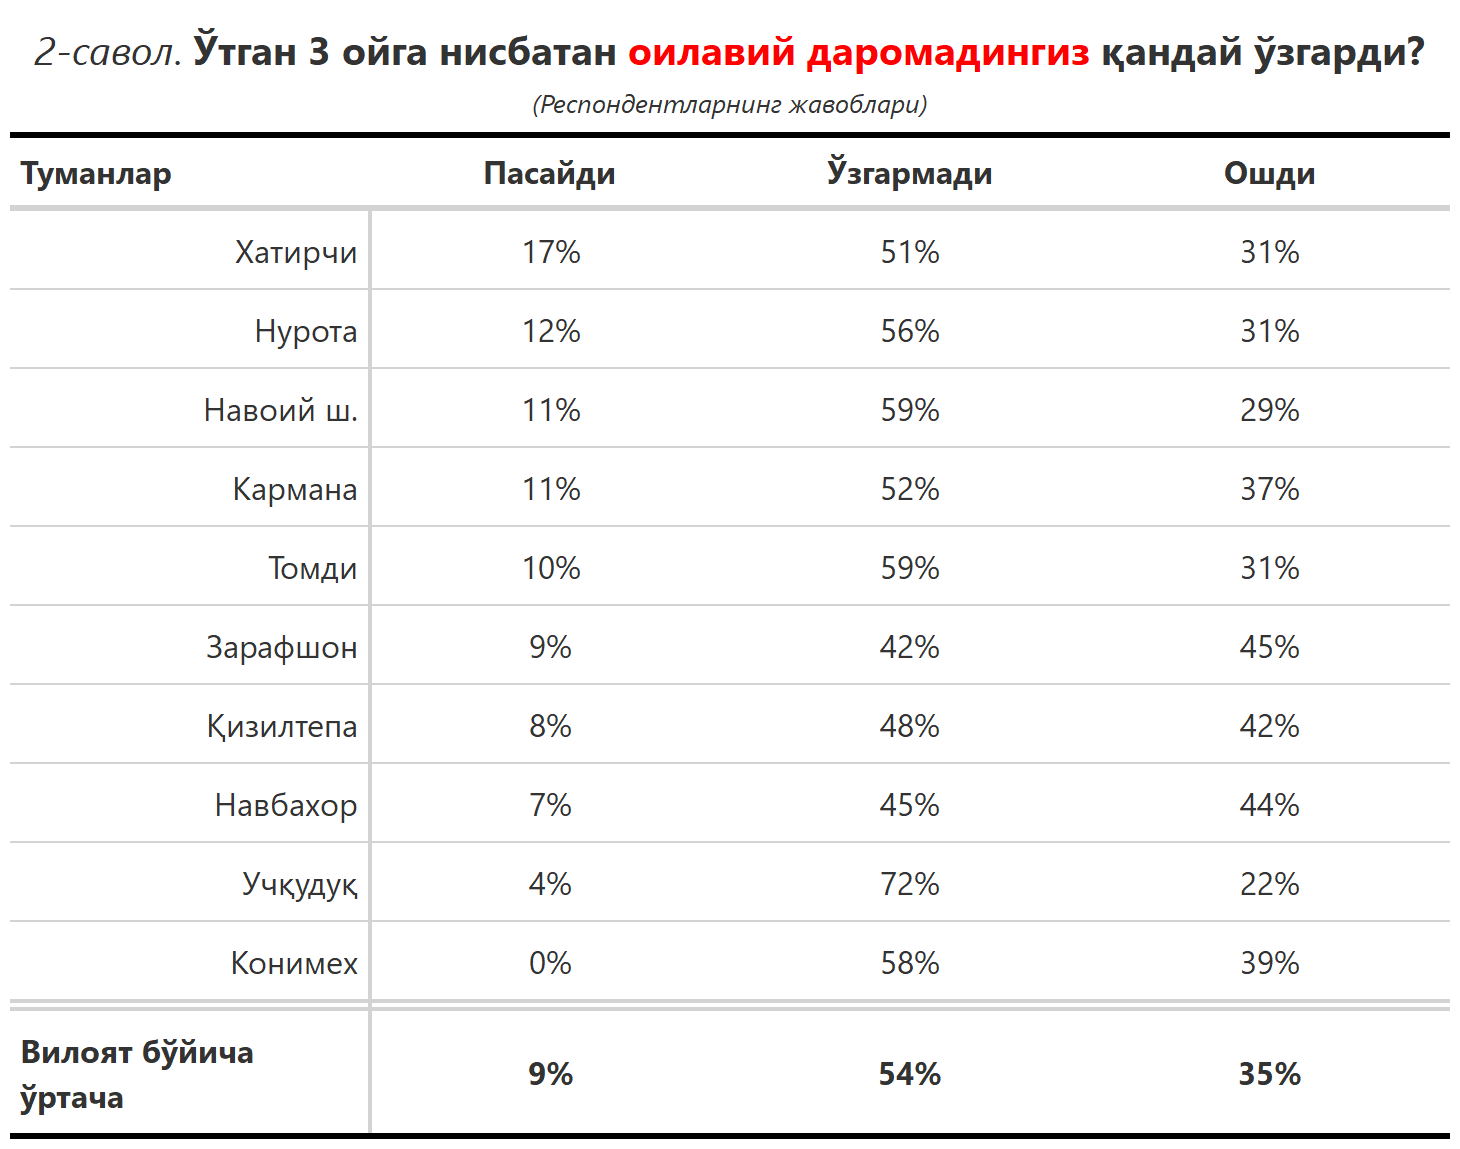 2-савол. Ўтган 3 ойга нисбатан оилавий даромадингиз қандай ўзгарди?
(Респондентларнинг жавоблари)
Туманлар Пасайди Ўзгармади Ошди
Хатирчи 17% 51% 31%
Нурота 12% 56% 31%
Навоий ш. 11% 59% 29%
Кармана 11% 52% 37%
Томди 10% 59% 31%
Зарафшон 9% 42% 45%
Қизилтепа 8% 48% 42%
Навбахор 7% 45% 44%
Учқудуқ 4% 72% 22%
Конимех 0% 58% 39%
Вилоят бўйича
ўртача 9% 54% 35%